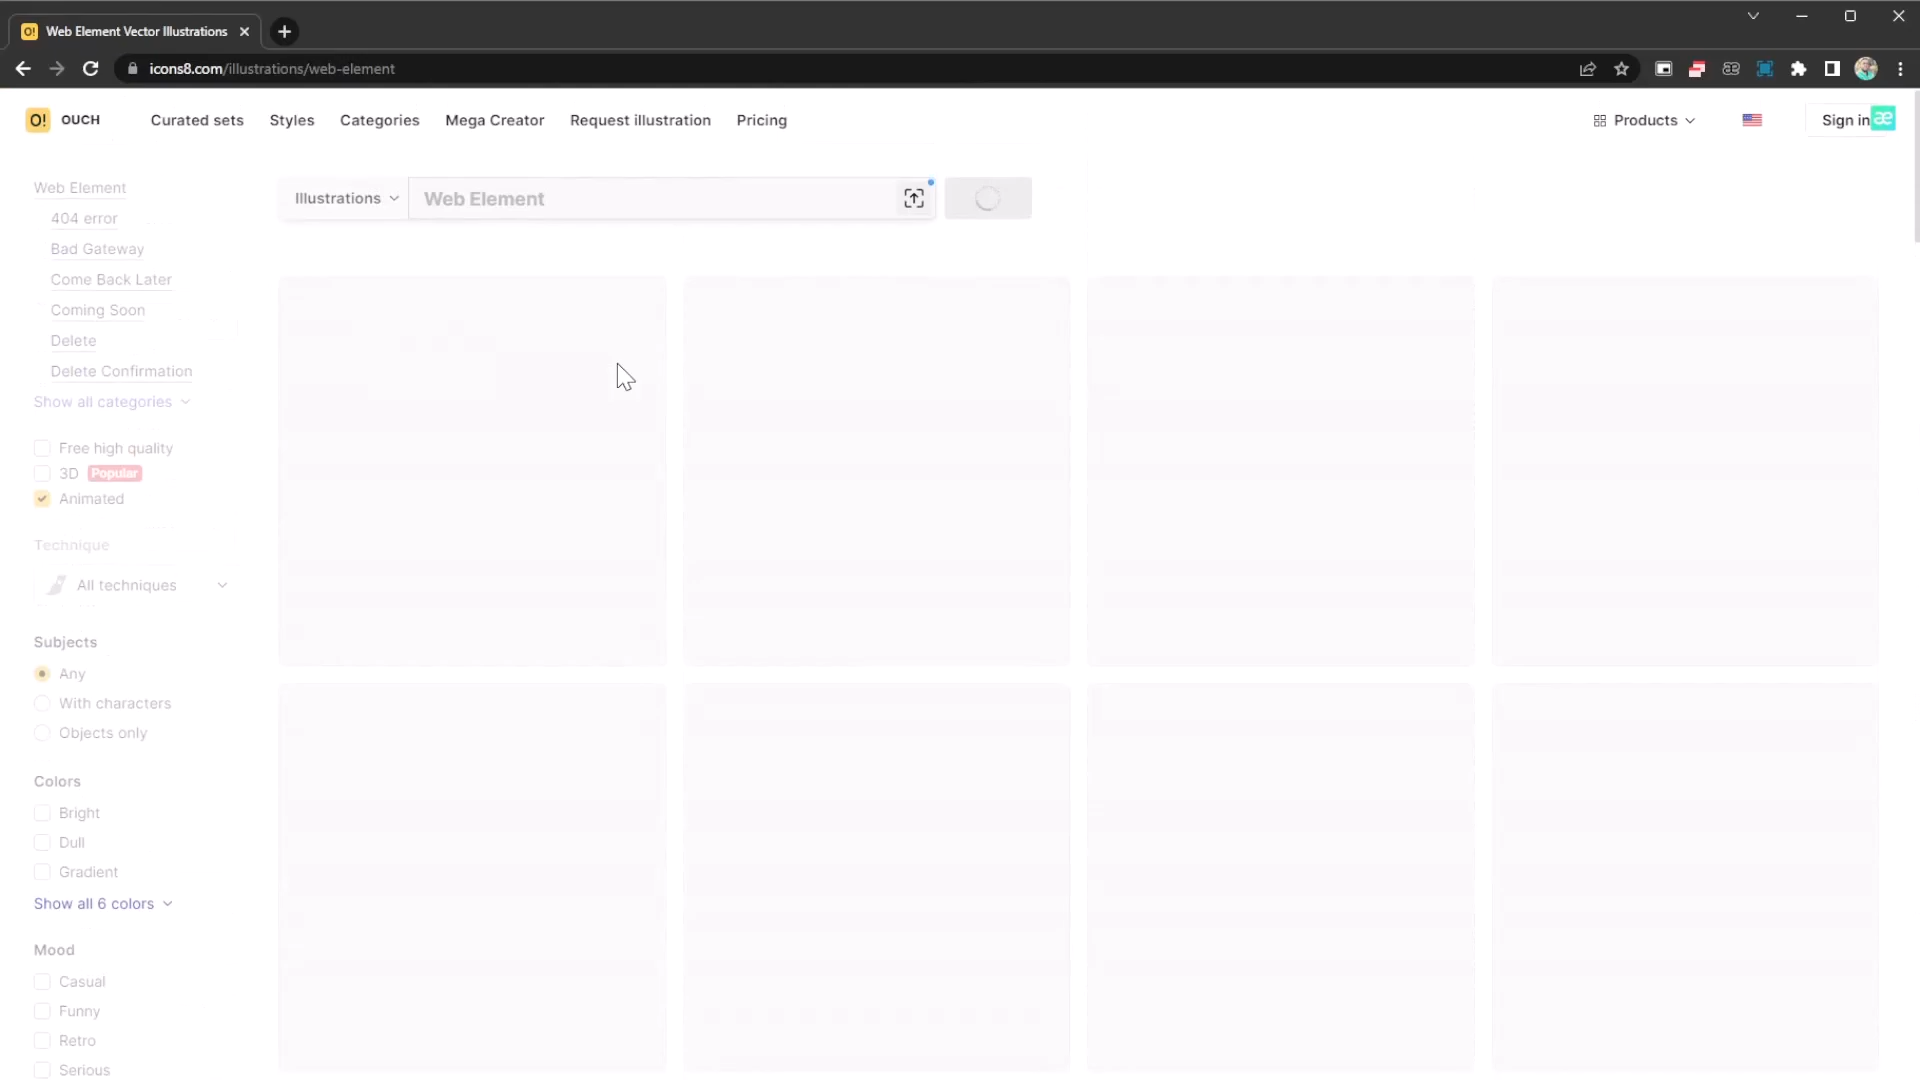 O! Web Element Vector Illustrations
icons8.com/illustrations/web-element
O! OUCH
Curated sets
Styles
Categories
Mega Creator
Request illustration
Pricing
Products
Sign in
æ
Web Element
404 error
Bad Gateway
Come Back Later
Coming Soon
Delete
Delete Confirmation
Show all categories
Illustrations
Web Element
Free high quality
3D Popular
Animated
Technique
All techniques
Subjects
Any
With characters
Objects only
Colors
Bright
Dull
Gradient
Show all 6 colors
Mood
Casual
Funny
Retro
Serious